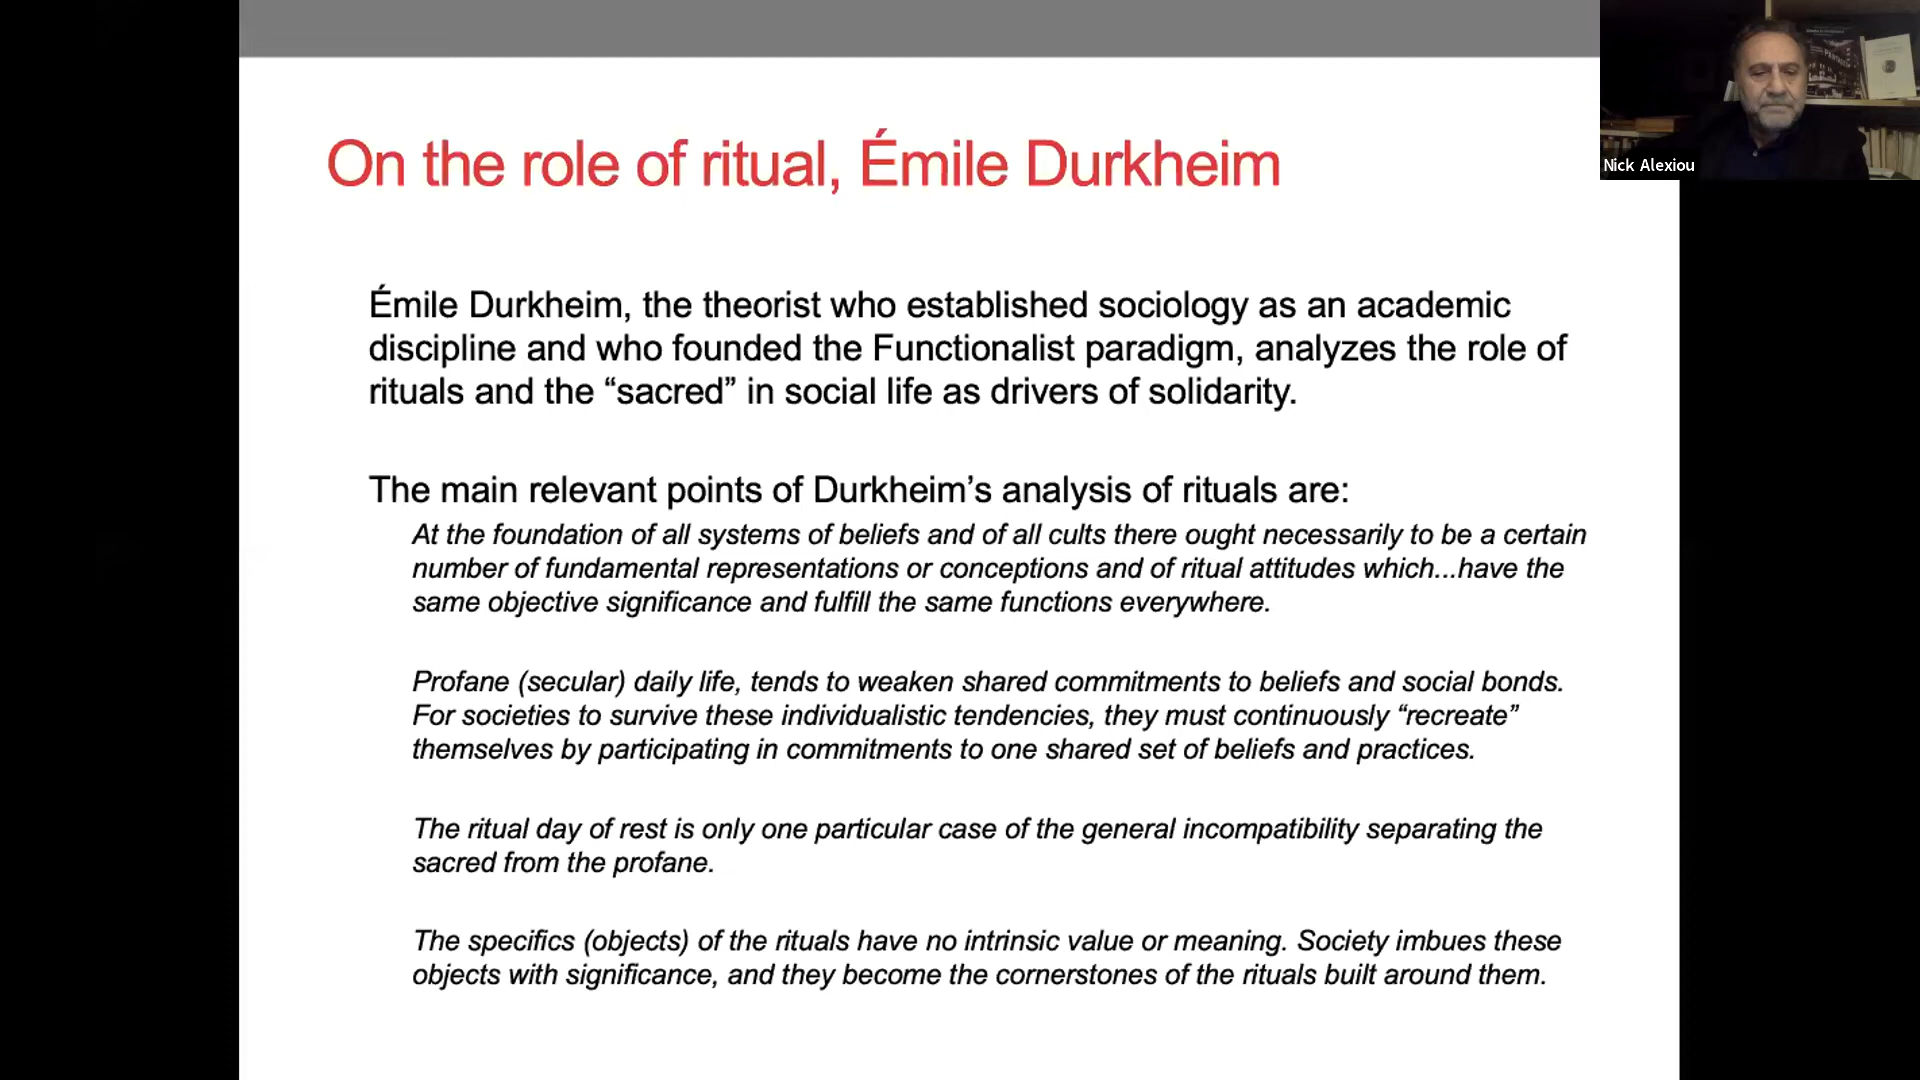 On the role of ritual, Émile Durkheim
Nick Alexiou
Émile Durkheim, the theorist who established sociology as an academic
discipline and who founded the Functionalist paradigm, analyzes the role of
rituals and the “sacred” in social life as drivers of solidarity.
The main relevant points of Durkheim’s analysis of rituals are:
At the foundation of all systems of beliefs and of all cults there ought necessarily to be a certain
number of fundamental representations or conceptions and of ritual attitudes which...have the
same objective significance and fulfill the same functions everywhere.
Profane (secular) daily life, tends to weaken shared commitments to beliefs and social bonds.
For societies to survive these individualistic tendencies, they must continuously “recreate”
themselves by participating in commitments to one shared set of beliefs and practices.
The ritual day of rest is only one particular case of the general incompatibility separating the
sacred from the profane.
The specifics (objects) of the rituals have no intrinsic value or meaning. Society imbues these
objects with significance, and they become the cornerstones of the rituals built around them.